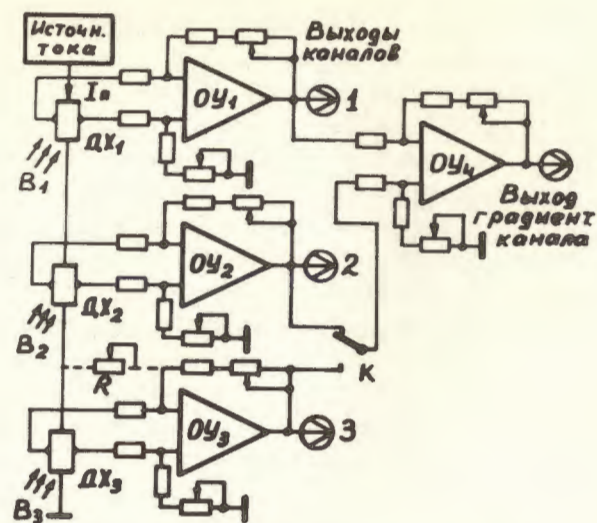 Источн.
тока
Iп
ДХ1
В1
ОУ1
Выходы
каналов
1
ОУ4
Выход
градиент
канала
ДХ2
В2
ОУ2
2
К
R
ОУ3
3
ДХ3
В3